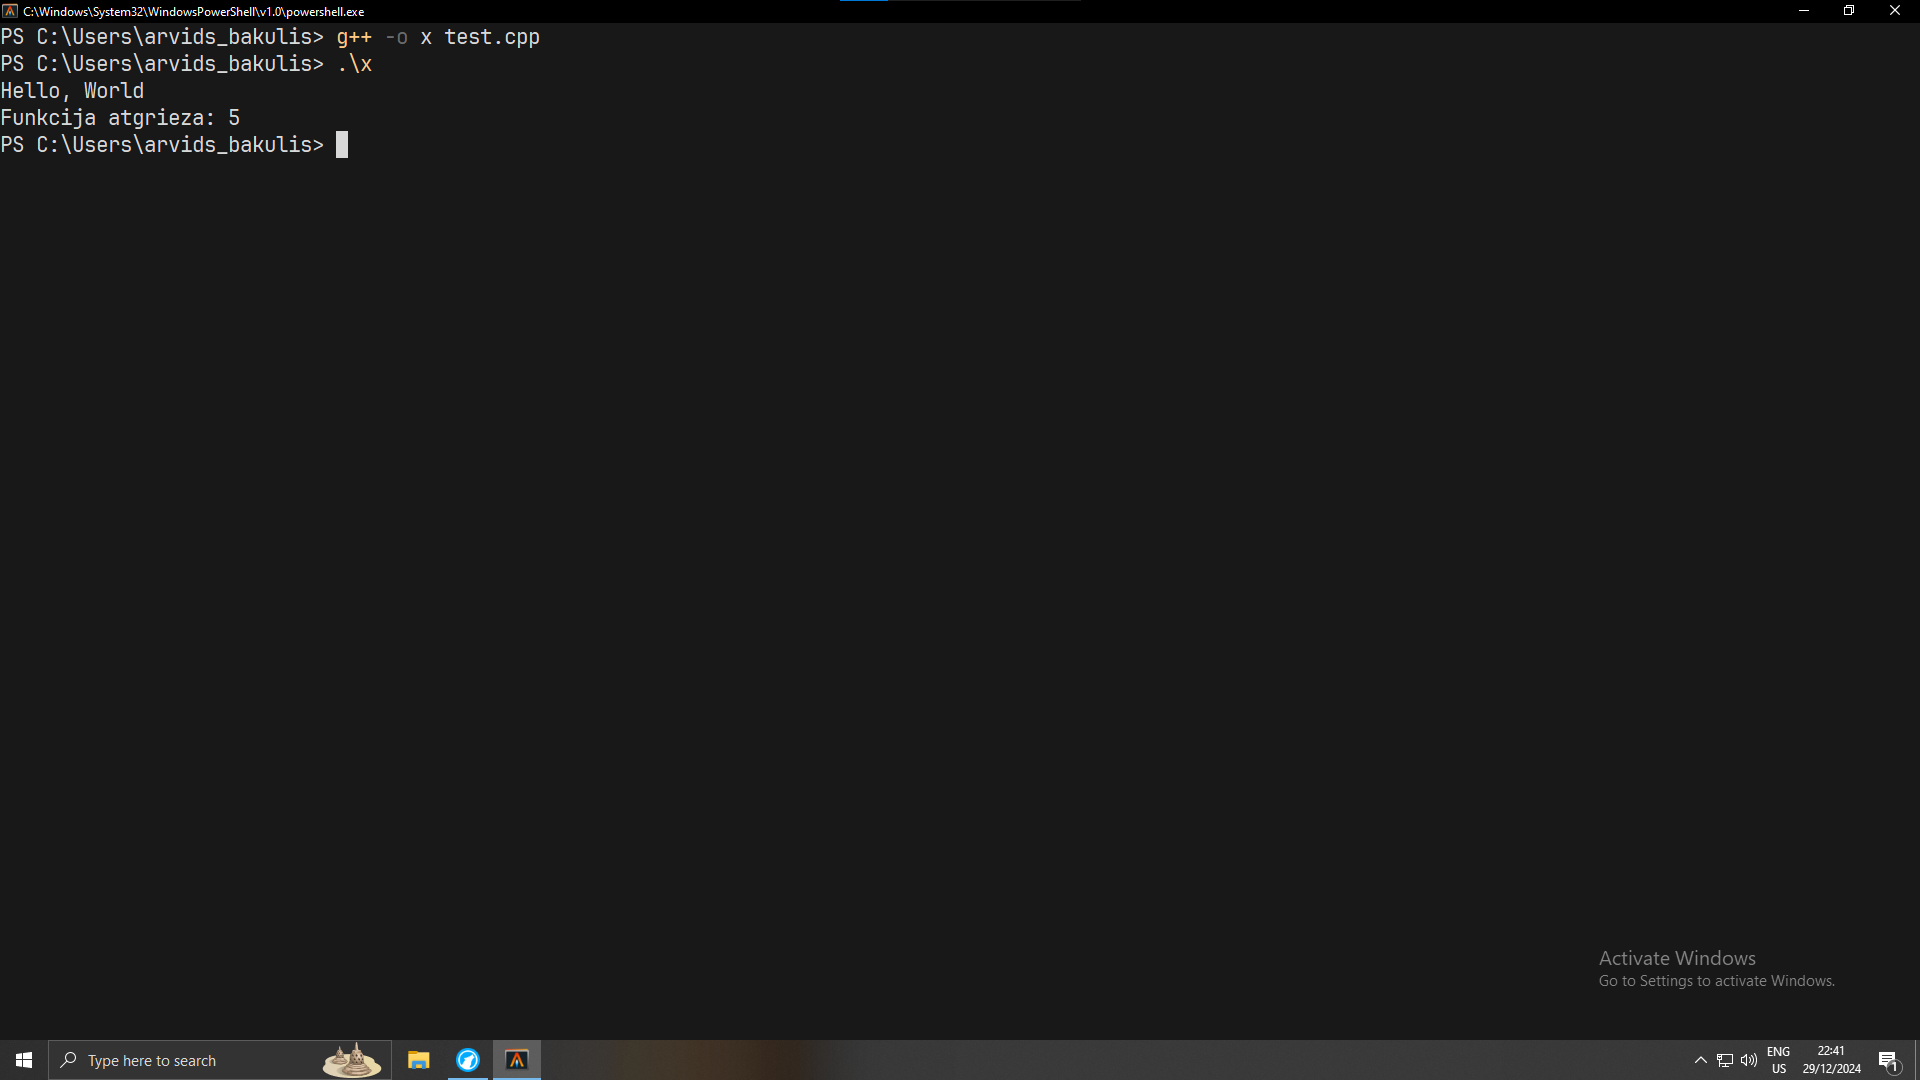 C:\Windows\System32\WindowsPowerShell\v1.0\powershell.exe
PS C:\Users\arvids_bakulis> g++ -o x test.cpp
PS C:\Users\arvids_bakulis> .\x
Hello, World
Funkcija atgrieza: 5
PS C:\Users\arvids_bakulis>
Activate Windows
Go to Settings to activate Windows.
Type here to search
ENG
US
22:41
29/12/2024
1